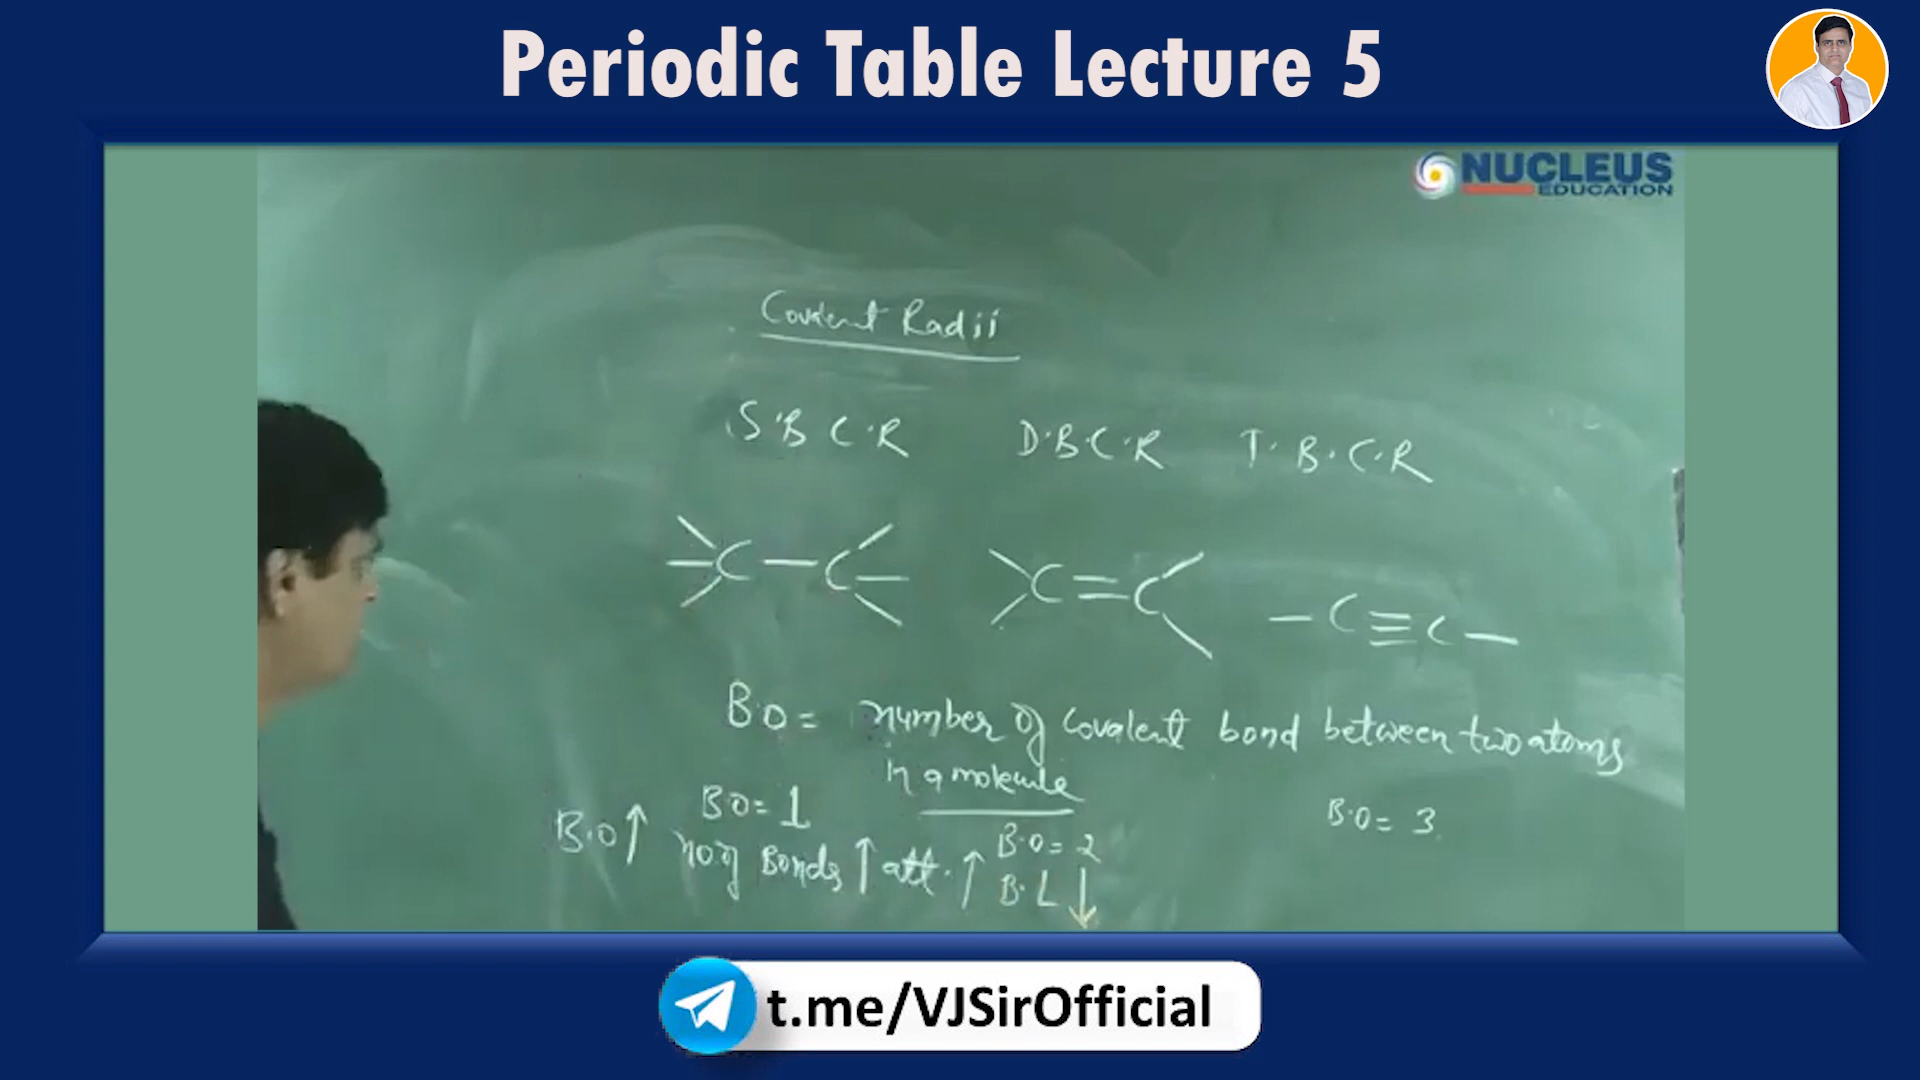 Periodic Table Lecture 5
NUCLEUS
EDUCATION
Covalent Radii
S.B C.R D.B.C.R T.B.C.R
C-C C=C -C≡C-
B.O = number of covalent bond between two atoms
in a molecule
BO=1 B.O=3
B.O↑ no of Bonds↑ att.↑ B.O=2
B.L↓
t.me/VJSirOfficial